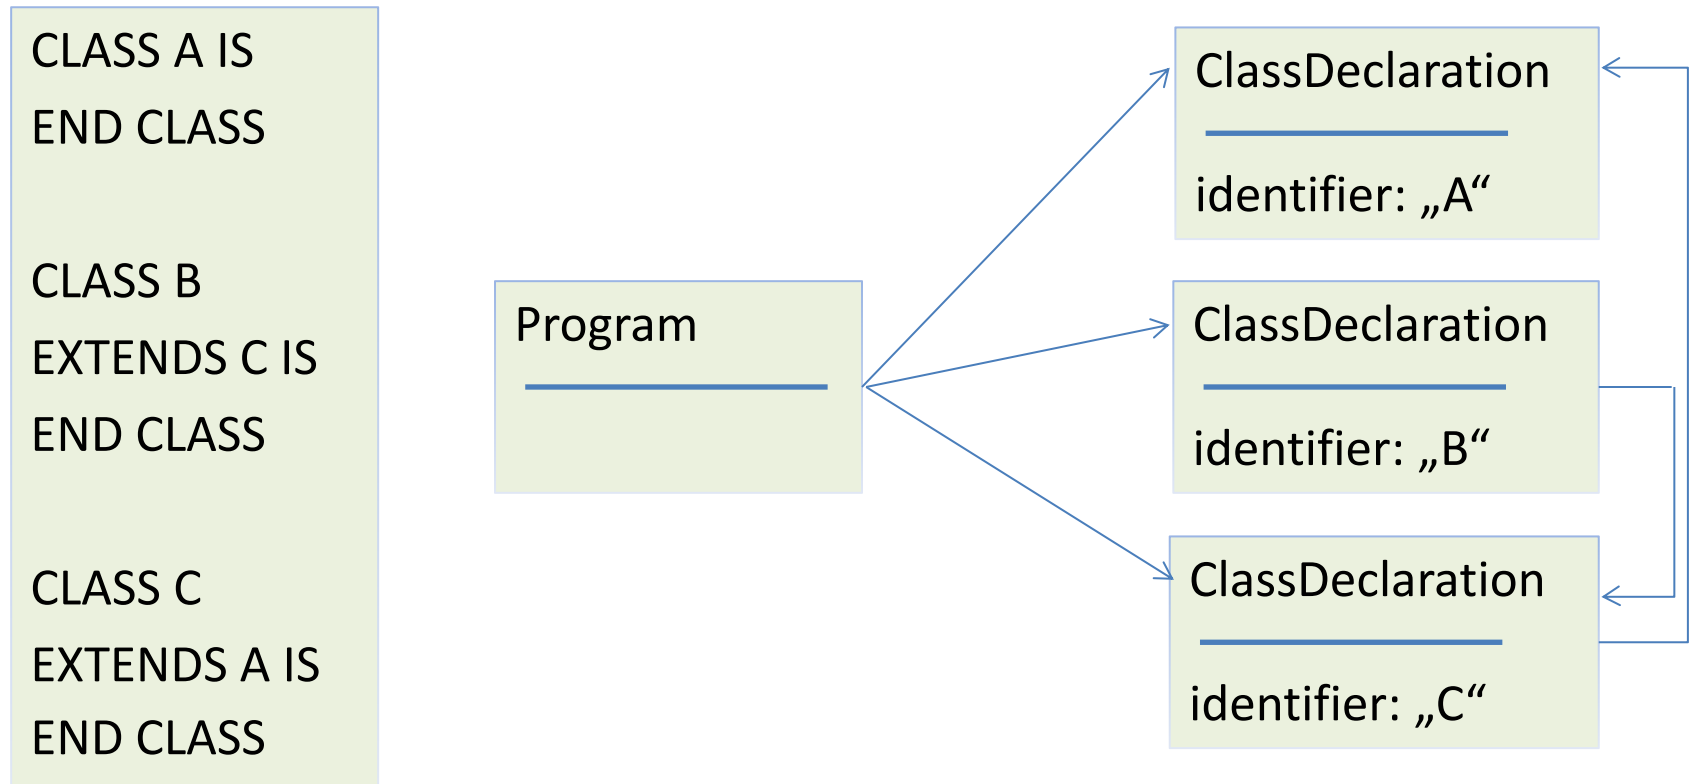 CLASS A IS
END CLASS
CLASS B
EXTENDS C IS
END CLASS
CLASS C
EXTENDS A IS
END CLASS
Program
ClassDeclaration
identifier: „A“
ClassDeclaration
identifier: „B“
ClassDeclaration
identifier: „C“